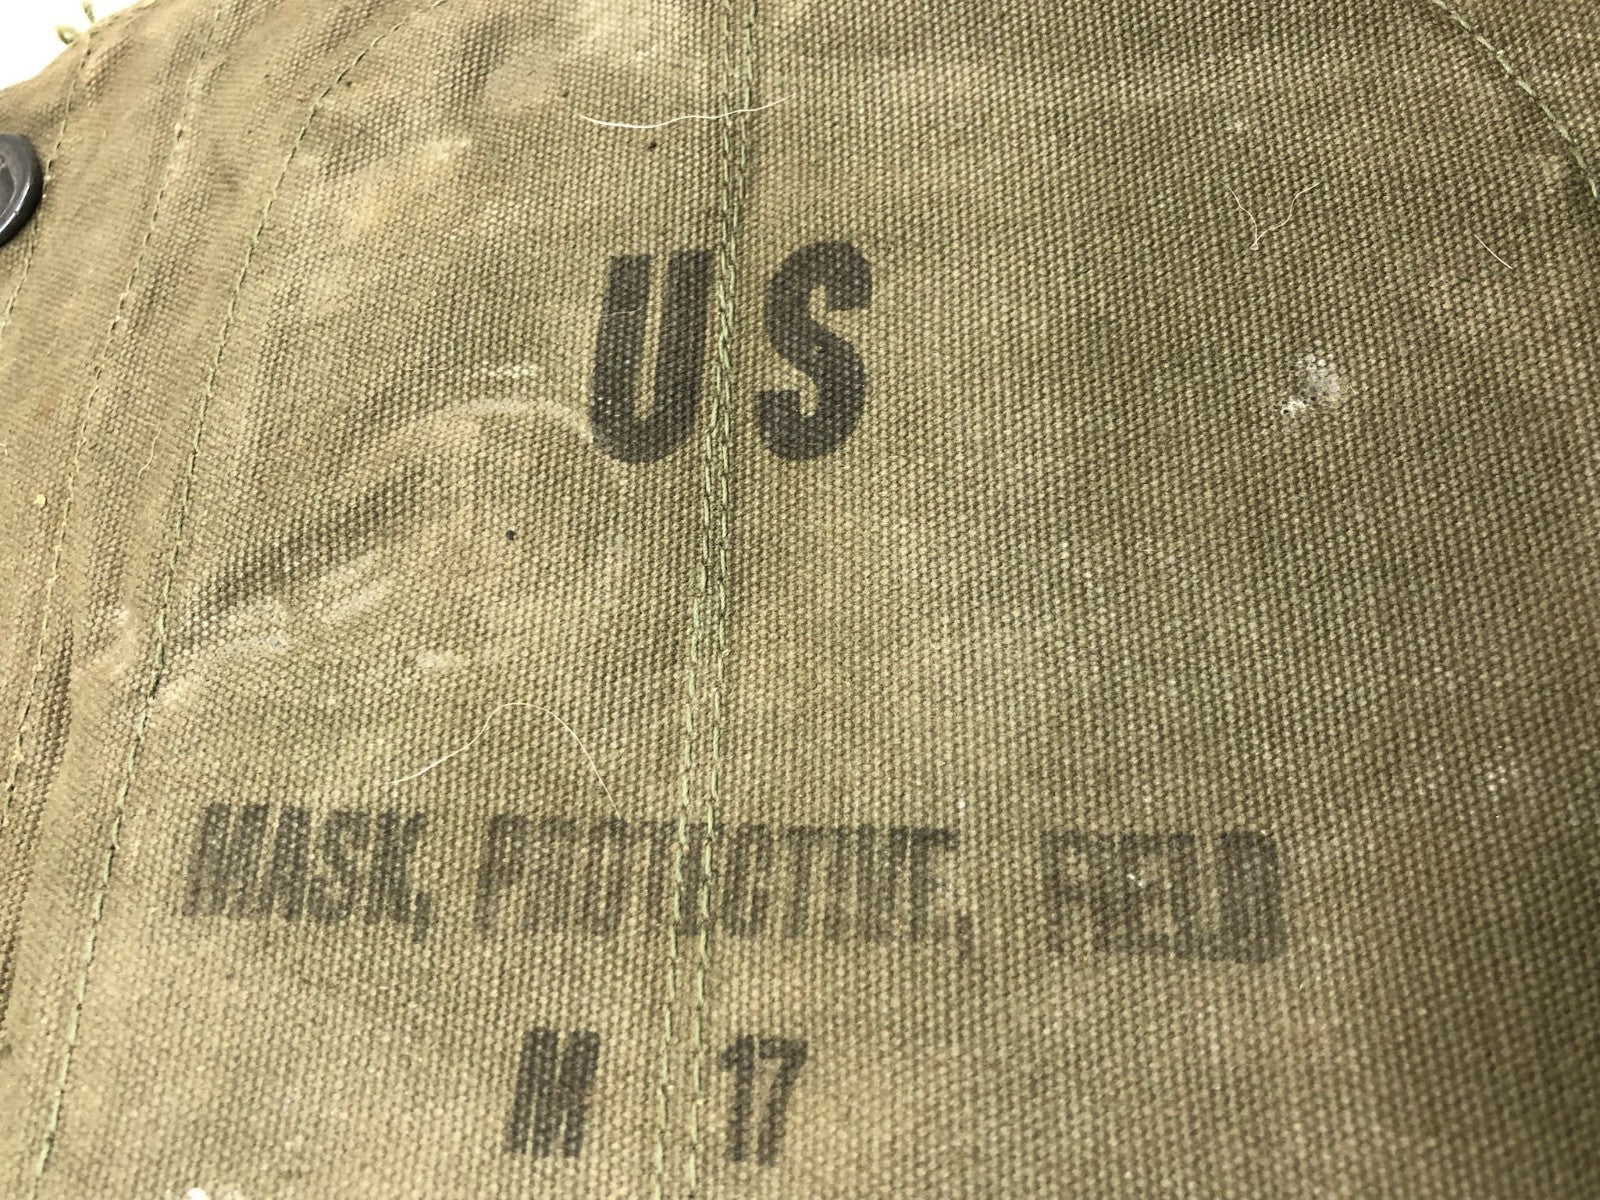 US
MASK, PROTECTIVE, FIELD
M 17